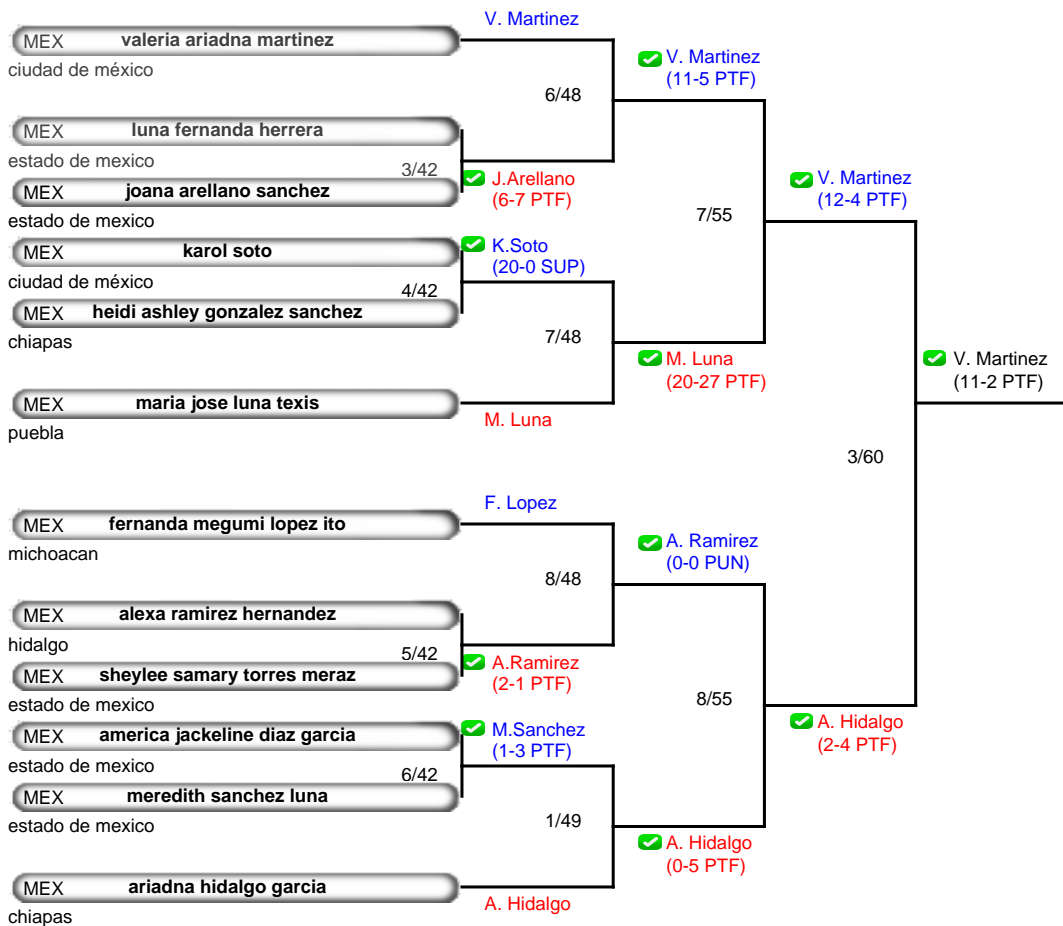 V. Martinez
MEX valeria ariadna martinez
ciudad de méxico
V. Martinez
(11-5 PTF)
6/48
MEX luna fernanda herrera
estado de mexico
3/42
J.Arellano
(6-7 PTF)
MEX joana arellano sanchez
estado de mexico
V. Martinez
(12-4 PTF)
7/55
MEX karol soto
ciudad de méxico
K.Soto
(20-0 SUP)
4/42
MEX heidi ashley gonzalez sanchez
chiapas
7/48
M. Luna
(20-27 PTF)
V. Martinez
(11-2 PTF)
MEX maria jose luna texis
puebla
M. Luna
3/60
F. Lopez
MEX fernanda megumi lopez ito
michoacan
A. Ramirez
(0-0 PUN)
8/48
MEX alexa ramirez hernandez
hidalgo
5/42
A.Ramirez
(2-1 PTF)
MEX sheylee samary torres meraz
estado de mexico
8/55
A. Hidalgo
(2-4 PTF)
MEX america jackeline diaz garcia
estado de mexico
M.Sanchez
(1-3 PTF)
6/42
MEX meredith sanchez luna
estado de mexico
1/49
A. Hidalgo
(0-5 PTF)
MEX ariadna hidalgo garcia
chiapas
A. Hidalgo